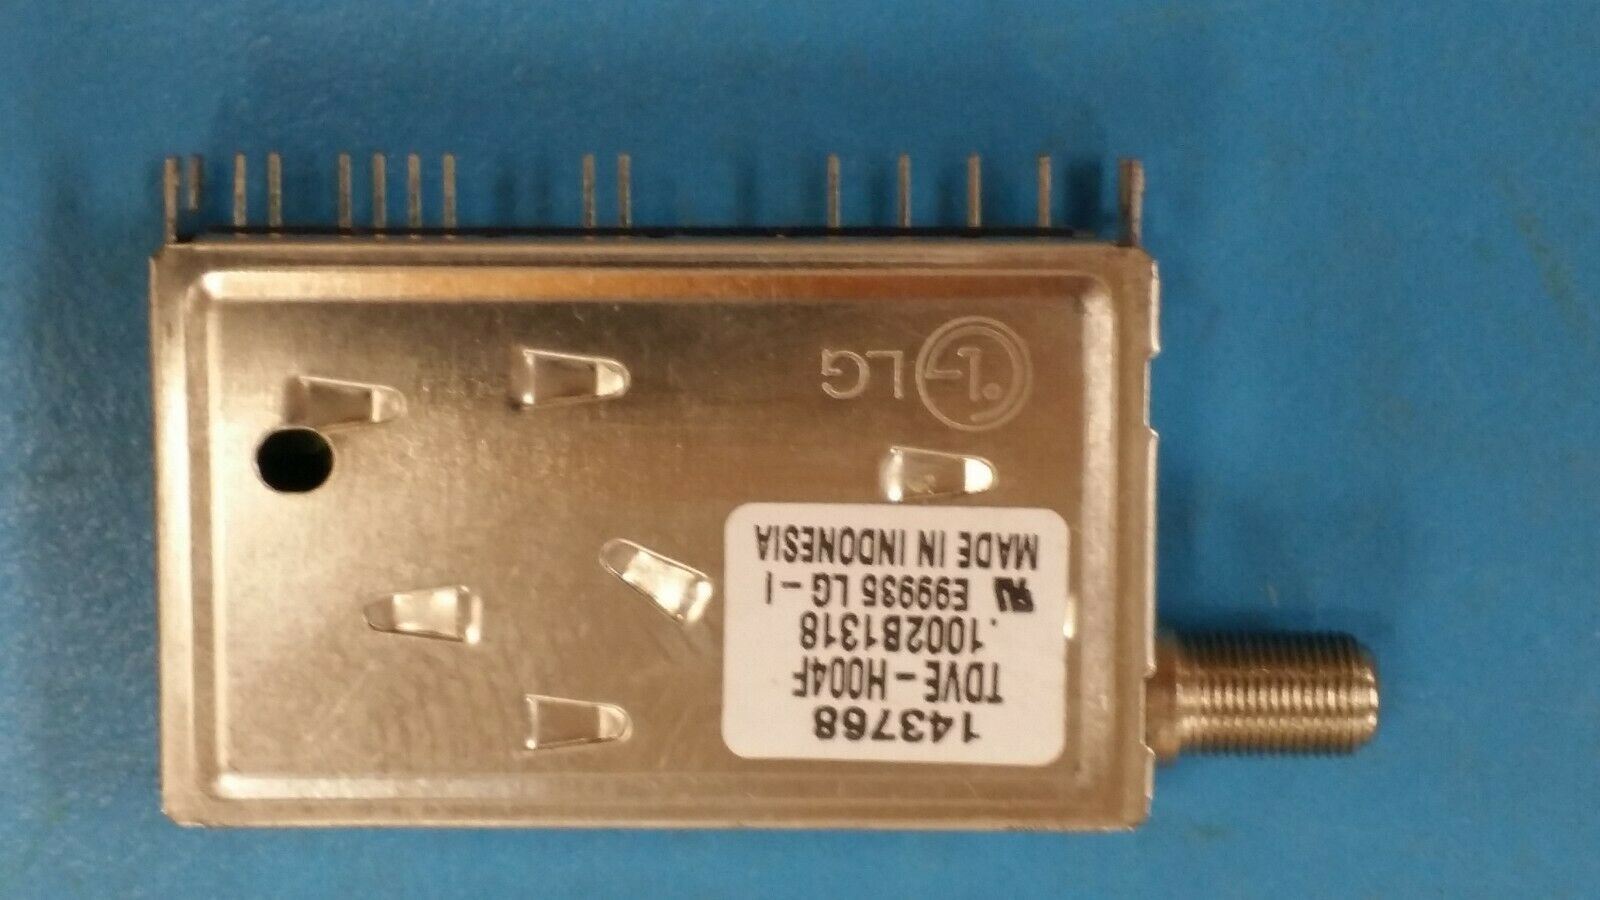 143768
TDVE-H004F
.1002B1318
E99935 LG-I
MADE IN INDONESIA
LG